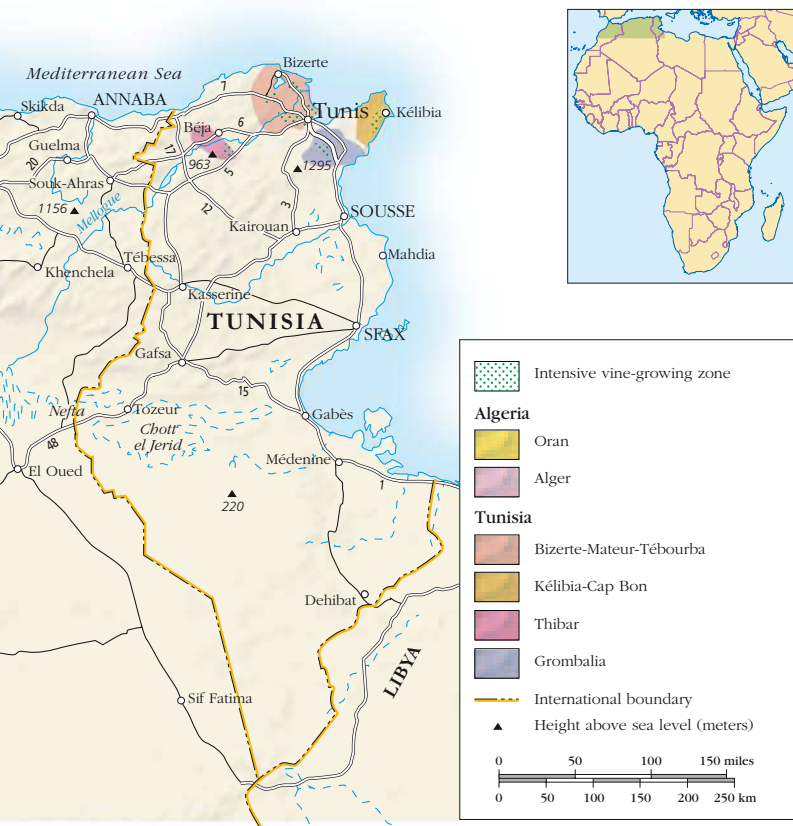 Bizerte
Mediterranean Sea
7
Skikda
ANNABA
Tunis
Kélibia
Béja
6
Guelma
17
963
1295
20
5
Souk-Ahras
1156
Mellogue
12
3
SOUSSE
Kairouan
Mahdia
Tébessa
Khenchela
Kasserine
TUNISIA
SFAX
Gafsa
15
Nefta
Tozeur
Gabès
Chott
el Jerid
48
Médenine
El Oued
1
220
Dehibat
LIBYA
Sif Fatima
Intensive vine-growing zone
Algeria
Oran
Alger
Tunisia
Bizerte-Mateur-Tébourba
Kélibia-Cap Bon
Thibar
Grombalia
International boundary
Height above sea level (meters)
0 50 100 150 miles
0 50 100 150 200 250 km